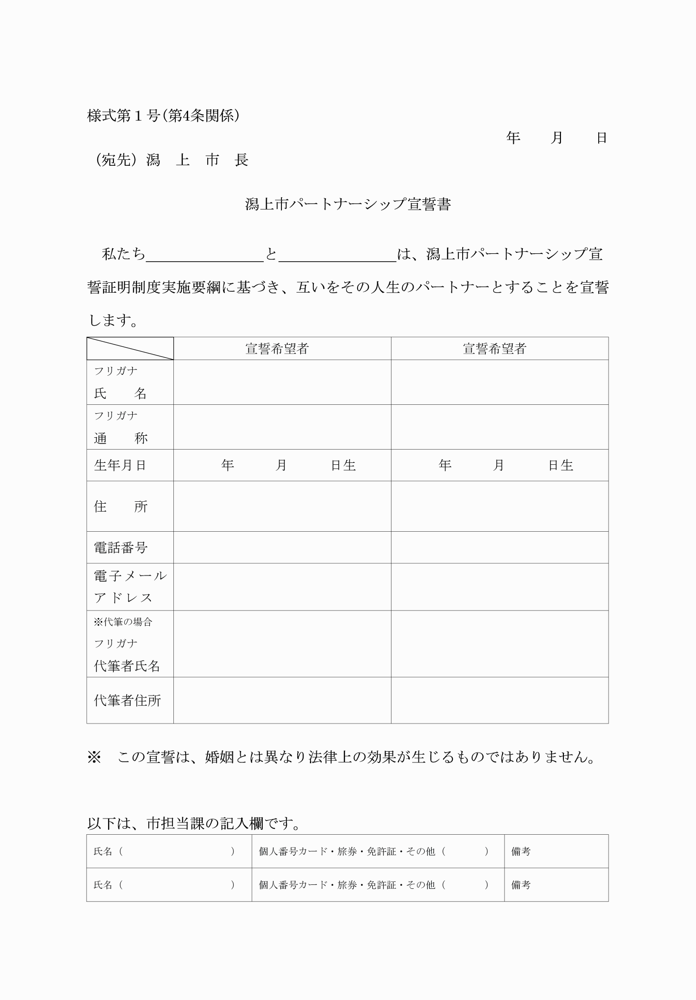 様式第１号(第4条関係)
年　　月　　日
（宛先）潟　上　市　長
潟上市パートナーシップ宣誓書
私たち＿＿＿＿＿＿＿＿と＿＿＿＿＿＿＿＿は、潟上市パートナーシップ宣
誓証明制度実施要綱に基づき、互いをその人生のパートナーとすることを宣誓
します。
宣誓希望者　宣誓希望者
フリガナ
氏　　名
フリガナ
通　　称
生年月日　年　　　月　　　日生　年　　　月　　　日生
住　　所
電話番号
電子メール
アドレス
※代筆の場合
フリガナ
代筆者氏名
代筆者住所
※　この宣誓は、婚姻とは異なり法律上の効果が生じるものではありません。
以下は、市担当課の記入欄です。
氏名（　　　　　　　　　　　）　個人番号カード・旅券・免許証・その他（　　　　）　備考
氏名（　　　　　　　　　　　）　個人番号カード・旅券・免許証・その他（　　　　）　備考